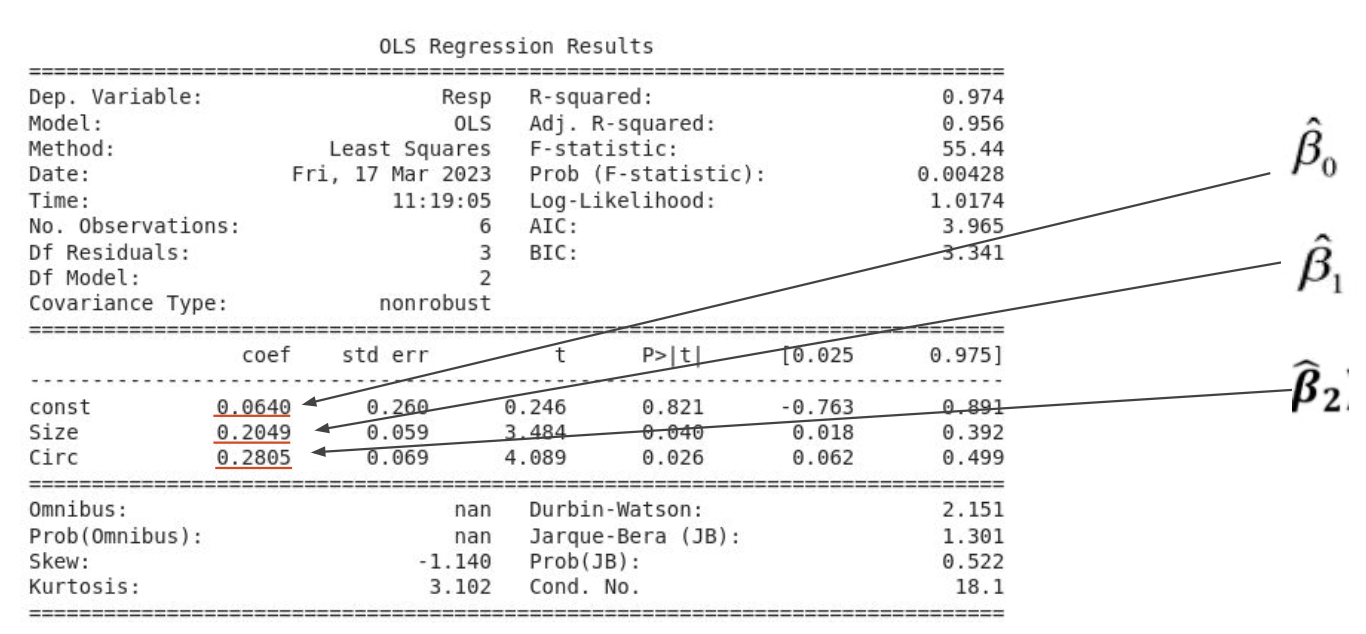 OLS Regression Results
==============================================================================
Dep. Variable: Resp R-squared: 0.974
Model: OLS Adj. R-squared: 0.956
Method: Least Squares F-statistic: 55.44
Date: Fri, 17 Mar 2023 Prob (F-statistic): 0.00428
Time: 11:19:05 Log-Likelihood: 1.0174
No. Observations: 6 AIC: 3.965
Df Residuals: 3 BIC: 3.341
Df Model: 2
Covariance Type: nonrobust
==============================================================================
coef std err t P>|t| [0.025 0.975]
------------------------------------------------------------------------------
const 0.0640 0.260 0.246 0.821 -0.763 0.891
Size 0.2049 0.059 3.484 0.040 0.018 0.392
Circ 0.2805 0.069 4.089 0.026 0.062 0.499
==============================================================================
Omnibus: nan Durbin-Watson: 2.151
Prob(Omnibus): nan Jarque-Bera (JB): 1.301
Skew: -1.140 Prob(JB): 0.522
Kurtosis: 3.102 Cond. No. 18.1
==============================================================================
β̂₀
β̂₁
β̂₂